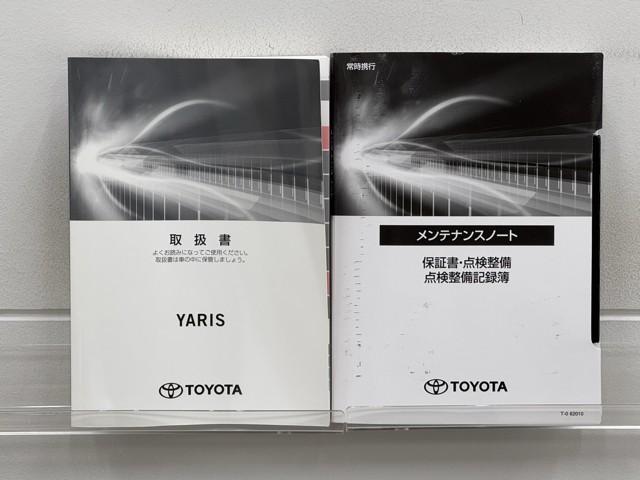 取扱書
よくお読みになってご使用ください。
取扱書は車の中に保管しましょう。
YARIS
TOYOTA
常時携行
メンテナンスノート
保証書・点検整備
点検整備記録簿
TOYOTA
T-0 62010